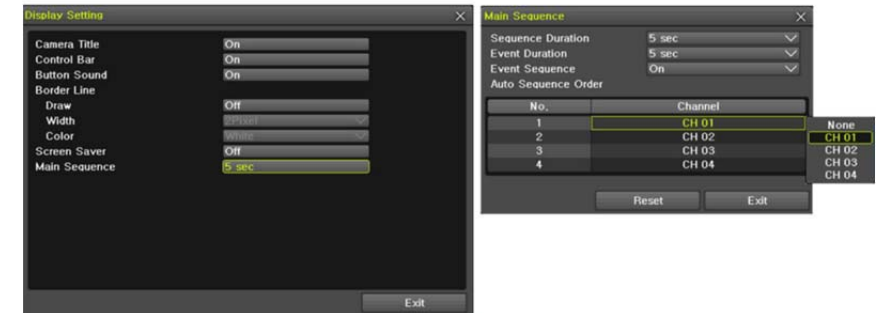 Display Setting
Camera Title On
Control Bar On
Button Sound On
Border Line
Draw Off
Width 2Pixel
Color White
Screen Saver Off
Main Sequence 5 sec
Exit
Main Sequence
Sequence Duration 5 sec
Event Duration 5 sec
Event Sequence On
Auto Sequence Order
No. Channel
1 CH 01
2 CH 02
3 CH 03
4 CH 04
None
CH 01
CH 02
CH 03
CH 04
Reset Exit